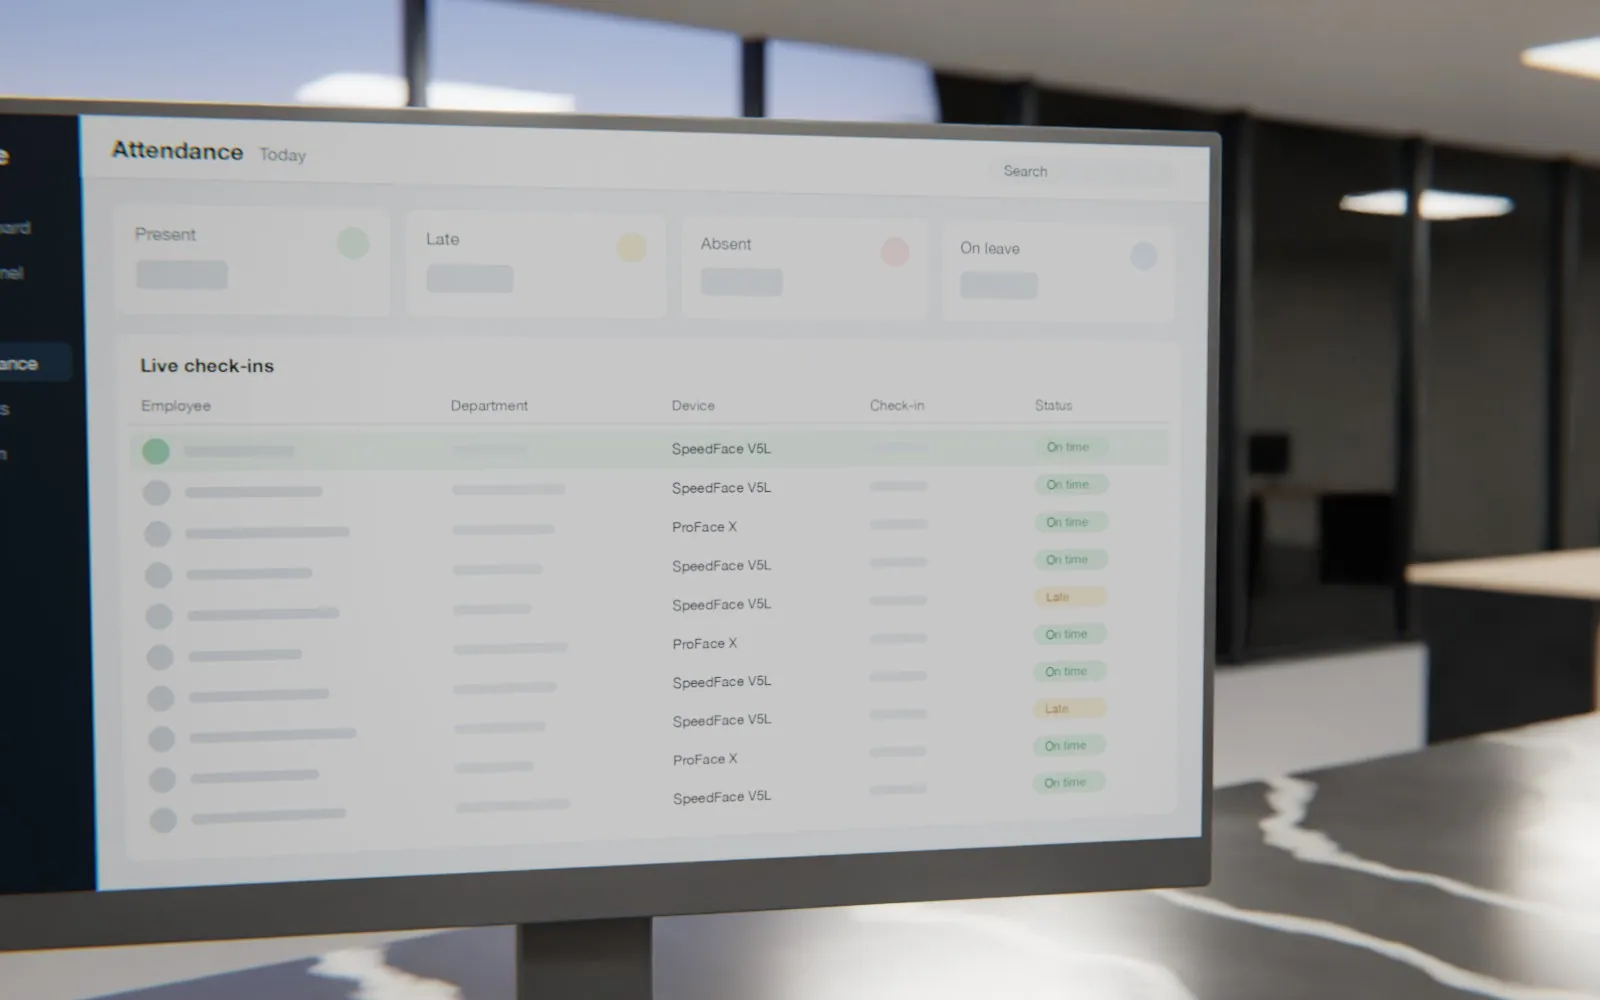 Attendance Today
Search
Present
Late
Absent
On leave
Live check-ins
Employee Department Device Check-in Status
SpeedFace V5L On time
SpeedFace V5L On time
ProFace X On time
SpeedFace V5L On time
SpeedFace V5L Late
ProFace X On time
SpeedFace V5L On time
SpeedFace V5L Late
ProFace X On time
SpeedFace V5L On time